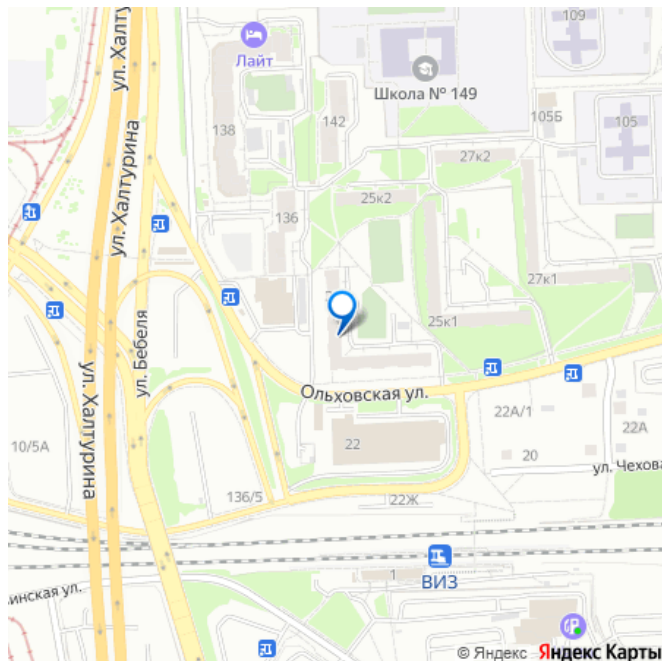 109
Лайт
Школа № 149
ул. Халтурина
105Б
105
138
142
27к2
25к2
136
ул. Халтурина
27к1
25к1
ул. Бебеля
ул. Халтурина
Ольховская ул.
22А/1
22А
10/5А
22
20
ул. Чехова
136/5
22Ж
ВИЗ
1
инская ул.
© Яндекс Яндекс Карты